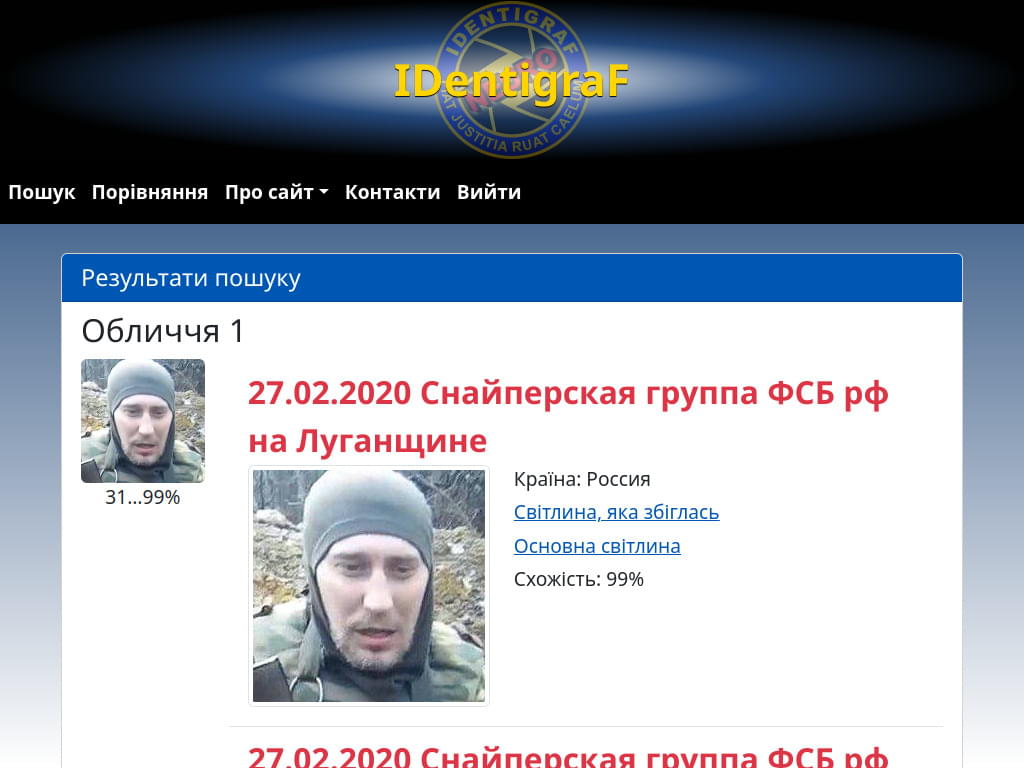 IDENTIGRAF
IDentigraF
FIAT JUSTITIA RUAT CAELUM
Пошук Порівняння Про сайт Контакти Вийти
Результати пошуку
Обличчя 1
31...99%
27.02.2020 Снайперская группа ФСБ рф
на Луганщине
Країна: Россия
Світлина, яка збіглась
Основна світлина
Схожість: 99%
27.02.2020 Снайперская группа ФСБ рф